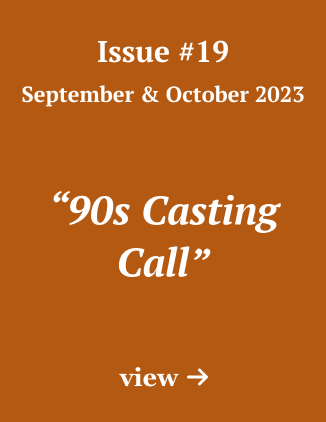 Issue #19
September & October 2023
“90s Casting
Call”
view →